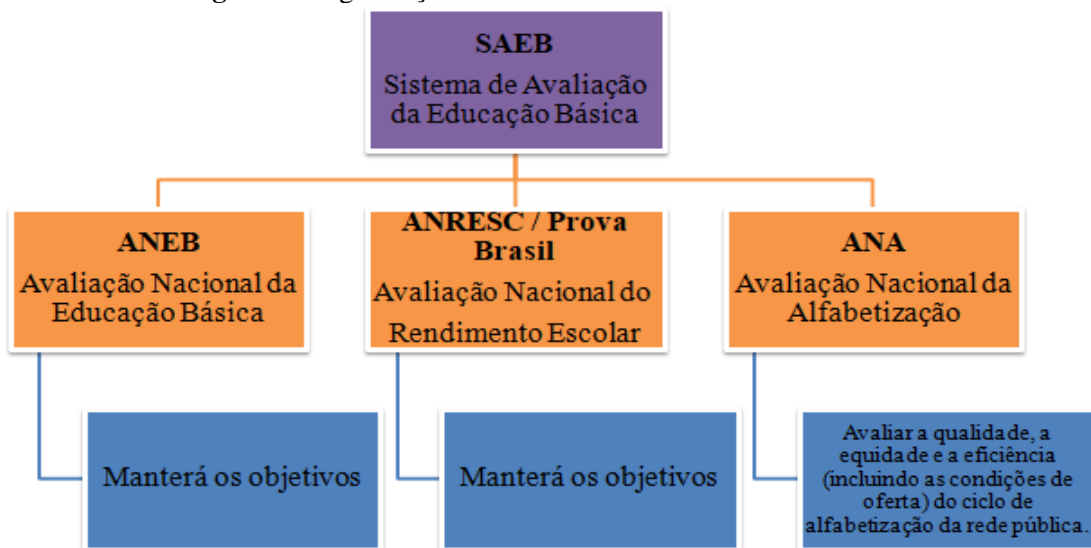 SAEB
Sistema de Avaliação
da Educação Básica
ANEB
Avaliação Nacional da
Educação Básica
ANRESC / Prova
Brasil
Avaliação Nacional do
Rendimento Escolar
ANA
Avaliação Nacional da
Alfabetização
Manterá os objetivos
Manterá os objetivos
Avaliar a qualidade, a
equidade e a eficiência
(incluindo as condições de
oferta) do ciclo de
alfabetização da rede pública.